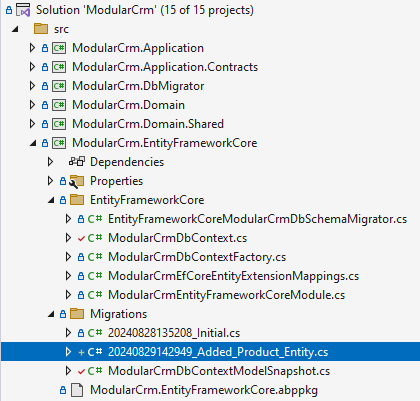 Solution 'ModularCrm' (15 of 15 projects)
src
C# ModularCrm.Application
C# ModularCrm.Application.Contracts
C# ModularCrm.DbMigrator
C# ModularCrm.Domain
C# ModularCrm.Domain.Shared
C# ModularCrm.EntityFrameworkCore
Dependencies
Properties
EntityFrameworkCore
C# EntityFrameworkCoreModularCrmDbSchemaMigrator.cs
C# ModularCrmDbContext.cs
C# ModularCrmDbContextFactory.cs
C# ModularCrmEfCoreEntityExtensionMappings.cs
C# ModularCrmEntityFrameworkCoreModule.cs
Migrations
C# 20240828135208_Initial.cs
C# 20240829142949_Added_Product_Entity.cs
C# ModularCrmDbContextModelSnapshot.cs
ModularCrm.EntityFrameworkCore.abppkg